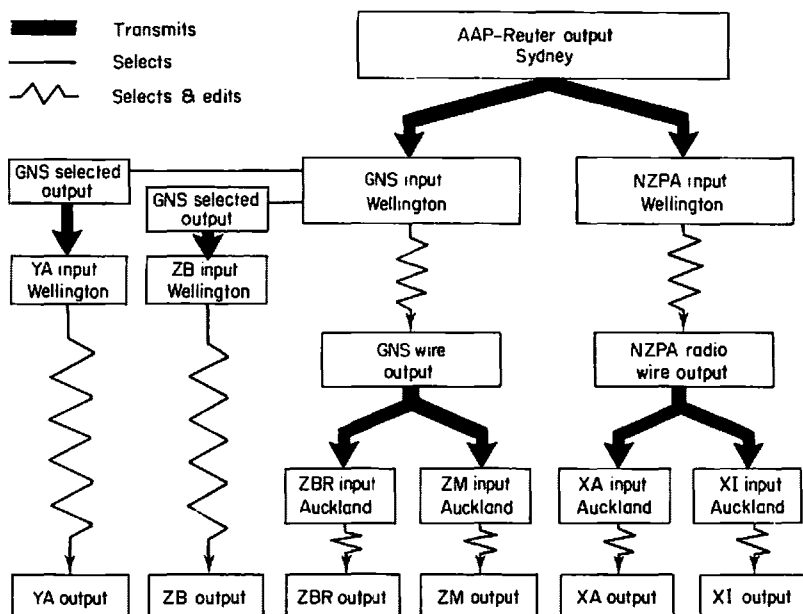 Transmits
Selects
Selects & edits
AAP-Reuter output
Sydney
GNS selected
output
GNS selected
output
GNS input
Wellington
NZPA input
Wellington
YA input
Wellington
ZB input
Wellington
GNS wire
output
NZPA radio
wire output
ZBR input
Auckland
ZM input
Auckland
XA input
Auckland
XI input
Auckland
YA output
ZB output
ZBR output
ZM output
XA output
XI output